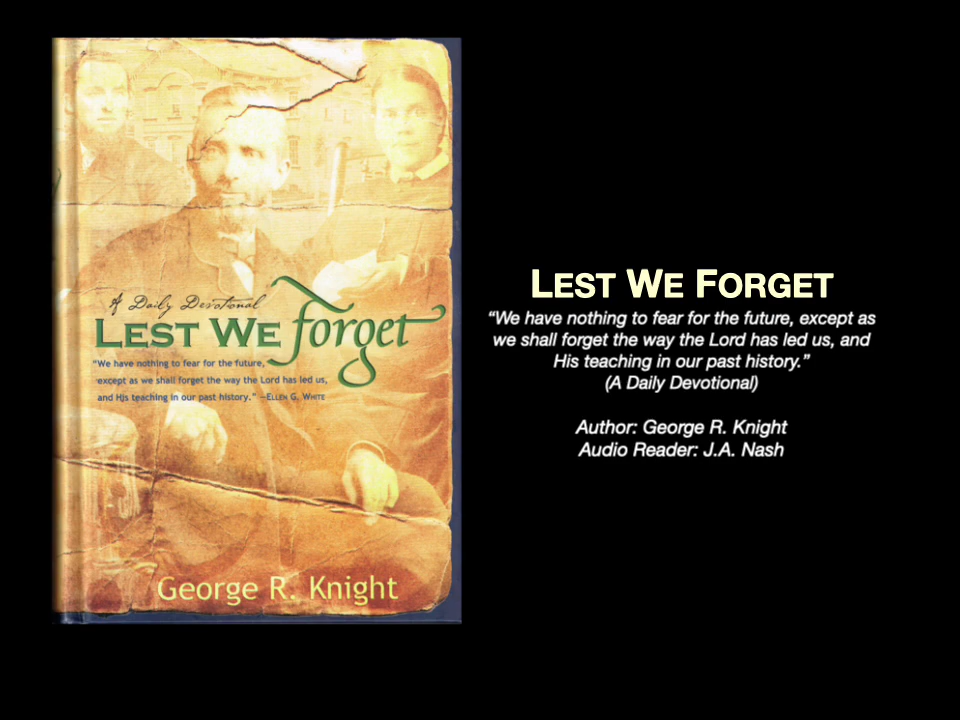 A Daily Devotional
LEST WE forget
“We have nothing to fear for the future,
except as we shall forget the way the Lord has led us,
and His teaching in our past history.” —ELLEN G. WHITE
George R. Knight
LEST WE FORGET
“We have nothing to fear for the future, except as
we shall forget the way the Lord has led us, and
His teaching in our past history.”
(A Daily Devotional)
Author: George R. Knight
Audio Reader: J.A. Nash